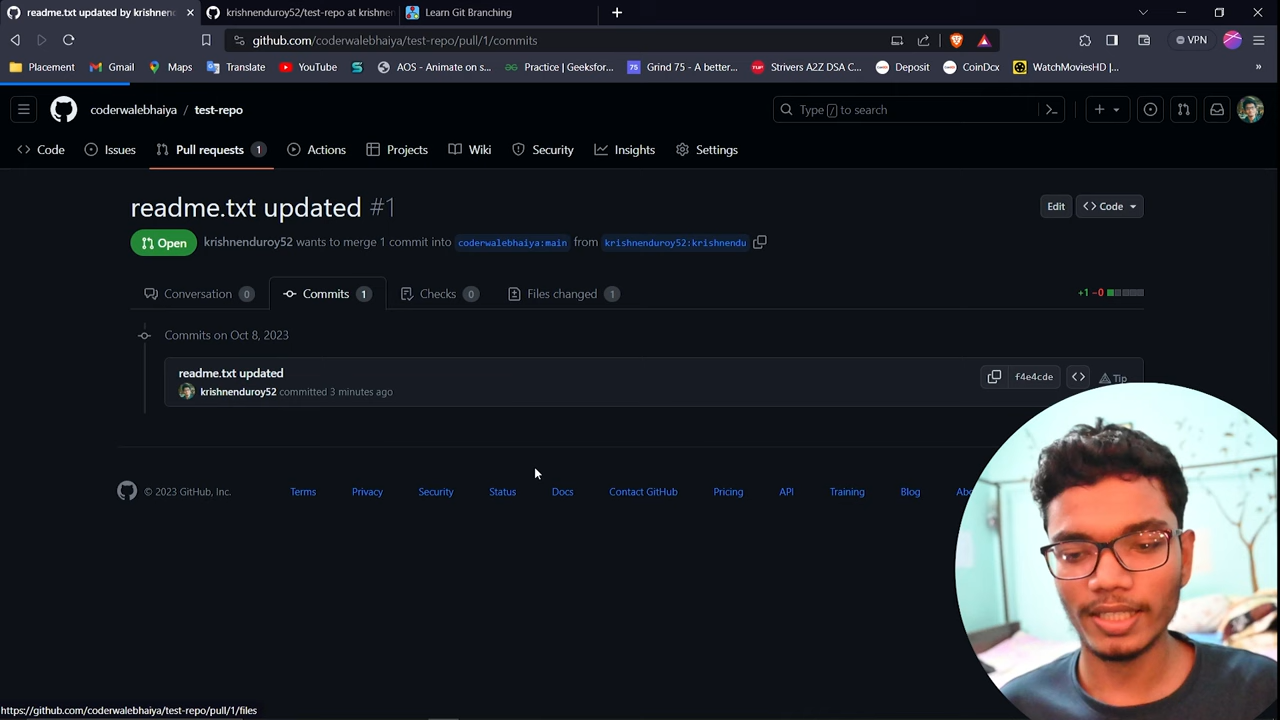 readme.txt updated by krishnen
krishnenduroy52/test-repo at krishnen
Learn Git Branching
github.com/coderwalebhaiya/test-repo/pull/1/commits
VPN
Placement
Gmail
Maps
Translate
YouTube
AOS - Animate on s...
Practice | Geeksfor...
75
Grind 75 - A better...
Strivers A2Z DSA C...
Deposit
CoinDcx
WatchMoviesHD |...
»
coderwalebhaiya / test-repo
Type / to search
Code
Issues
Pull requests 1
Actions
Projects
Wiki
Security
Insights
Settings
readme.txt updated #1
Edit
<> Code
Open
krishnenduroy52 wants to merge 1 commit into coderwalebhaiya:main from krishnenduroy52:krishnendu
Conversation 0
Commits 1
Checks 0
Files changed 1
+1 −0
Commits on Oct 8, 2023
readme.txt updated
krishnenduroy52 committed 3 minutes ago
f4e4cde
Tip
© 2023 GitHub, Inc.
Terms
Privacy
Security
Status
Docs
Contact GitHub
Pricing
API
Training
Blog
Abo
https://github.com/coderwalebhaiya/test-repo/pull/1/files